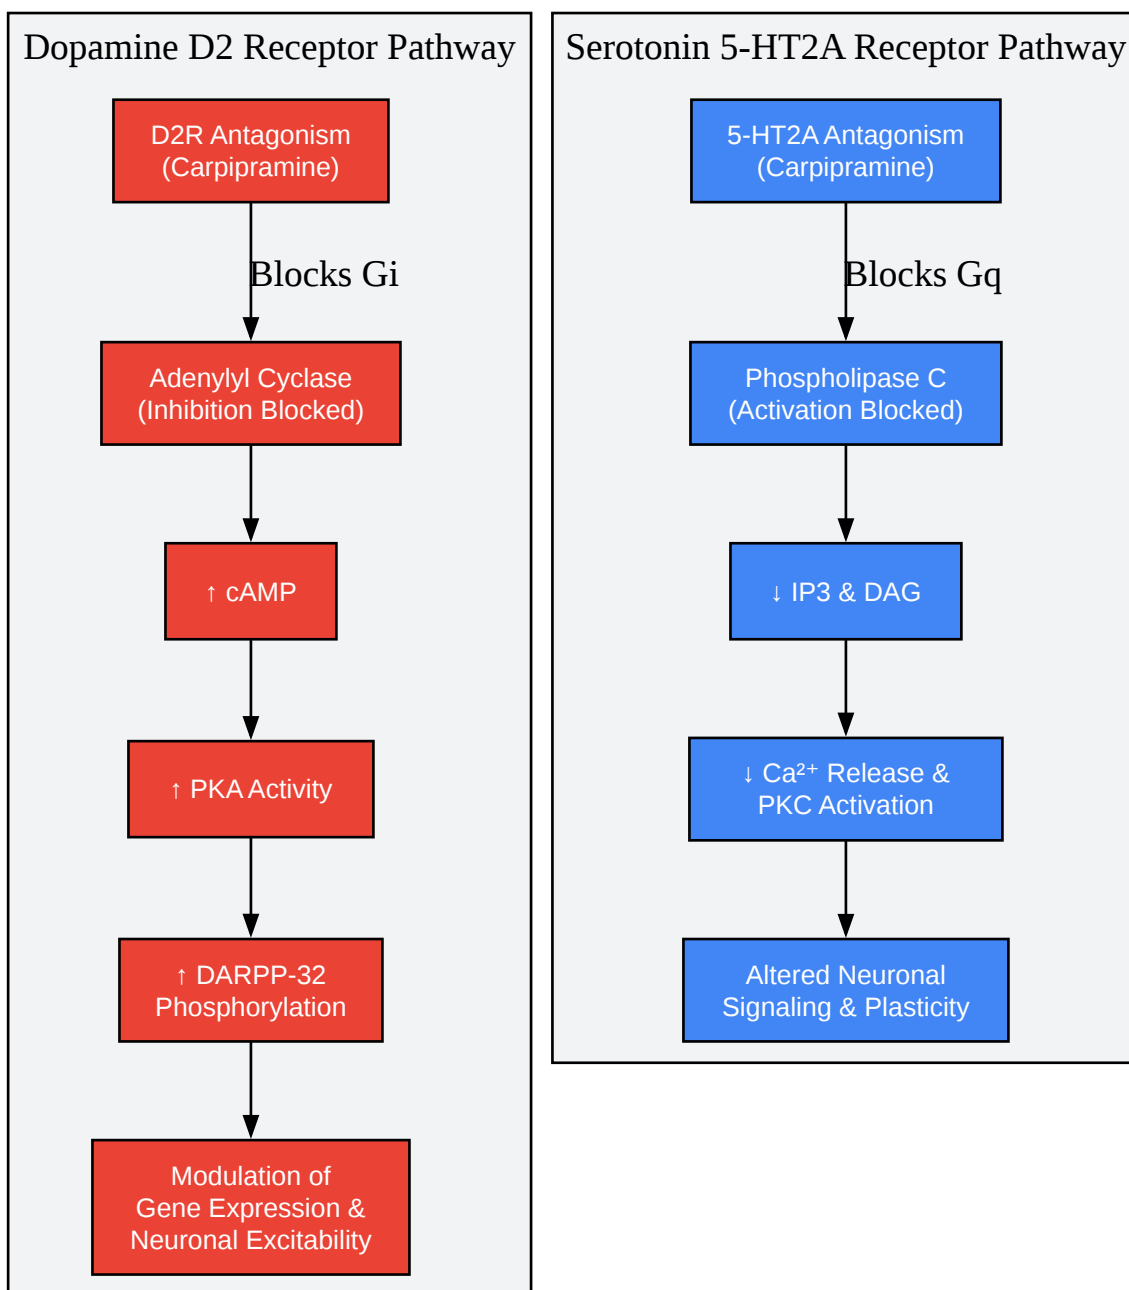 Dopamine D2 Receptor Pathway
D2R Antagonism
(Carpipramine)
Blocks Gi
Adenylyl Cyclase
(Inhibition Blocked)
↑ cAMP
↑ PKA Activity
↑ DARPP-32
Phosphorylation
Modulation of
Gene Expression &
Neuronal Excitability
Serotonin 5-HT2A Receptor Pathway
5-HT2A Antagonism
(Carpipramine)
Blocks Gq
Phospholipase C
(Activation Blocked)
↓ IP3 & DAG
↓ Ca²⁺ Release &
PKC Activation
Altered Neuronal
Signaling & Plasticity